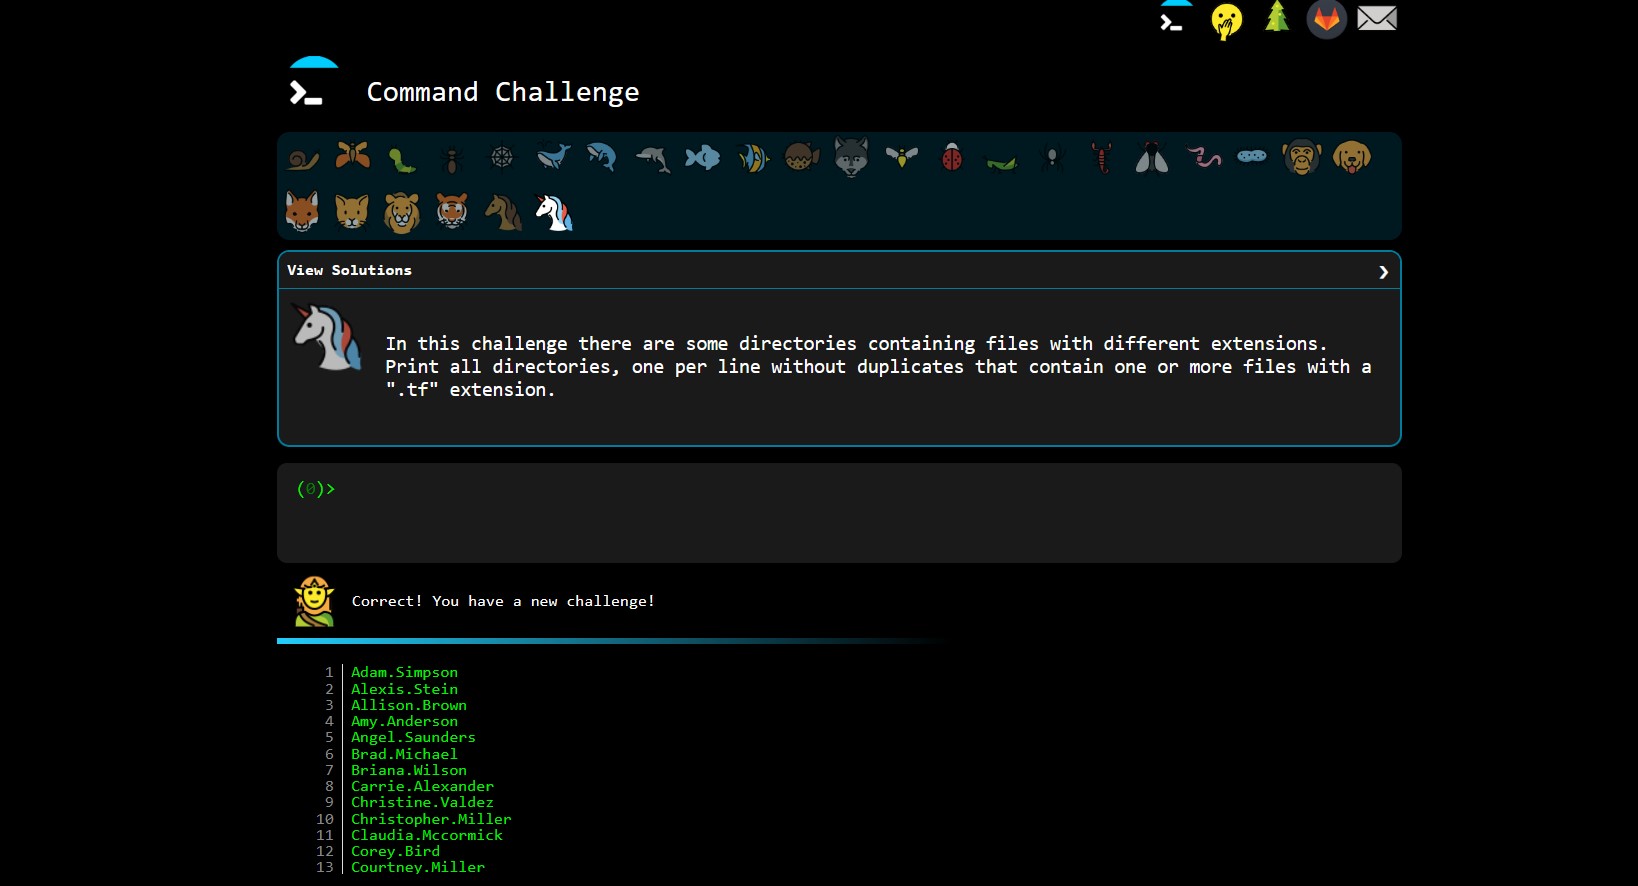 Command Challenge
View Solutions
In this challenge there are some directories containing files with different extensions.
Print all directories, one per line without duplicates that contain one or more files with a
".tf" extension.
(0)>
Correct! You have a new challenge!
1 Adam.Simpson
2 Alexis.Stein
3 Allison.Brown
4 Amy.Anderson
5 Angel.Saunders
6 Brad.Michael
7 Briana.Wilson
8 Carrie.Alexander
9 Christine.Valdez
10 Christopher.Miller
11 Claudia.Mccormick
12 Corey.Bird
13 Courtney.Miller